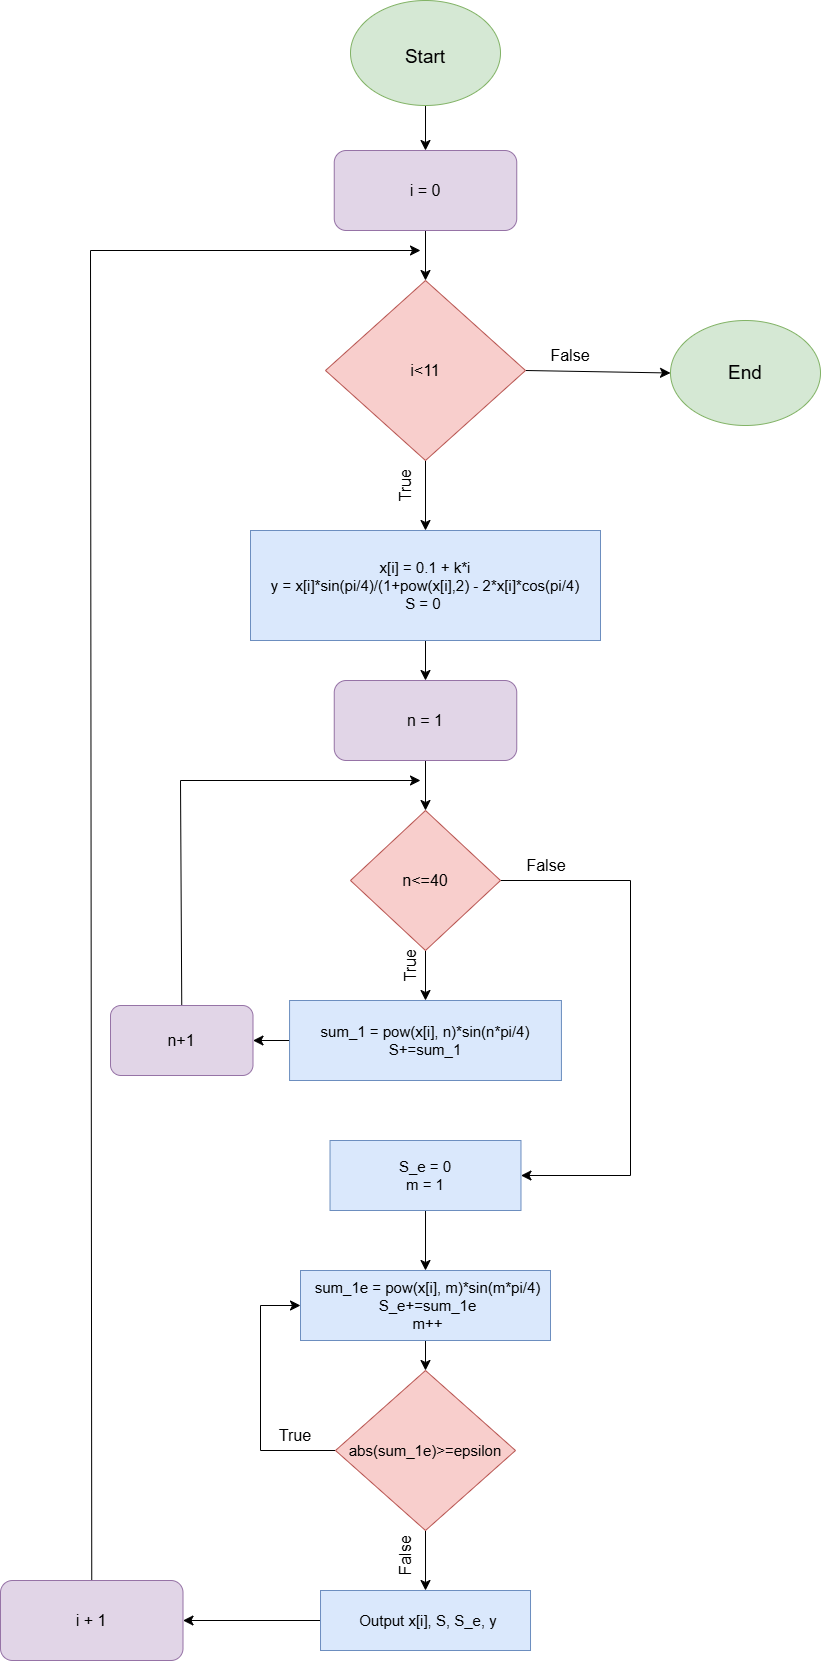 Start
i = 0
i<11
False
End
True
x[i] = 0.1 + k*i
y = x[i]*sin(pi/4)/(1+pow(x[i],2) - 2*x[i]*cos(pi/4)
S = 0
n = 1
n<=40
False
True
sum_1 = pow(x[i], n)*sin(n*pi/4)
S+=sum_1
n+1
S_e = 0
m = 1
sum_1e = pow(x[i], m)*sin(m*pi/4)
S_e+=sum_1e
m++
True
abs(sum_1e)>=epsilon
False
Output x[i], S, S_e, y
i + 1